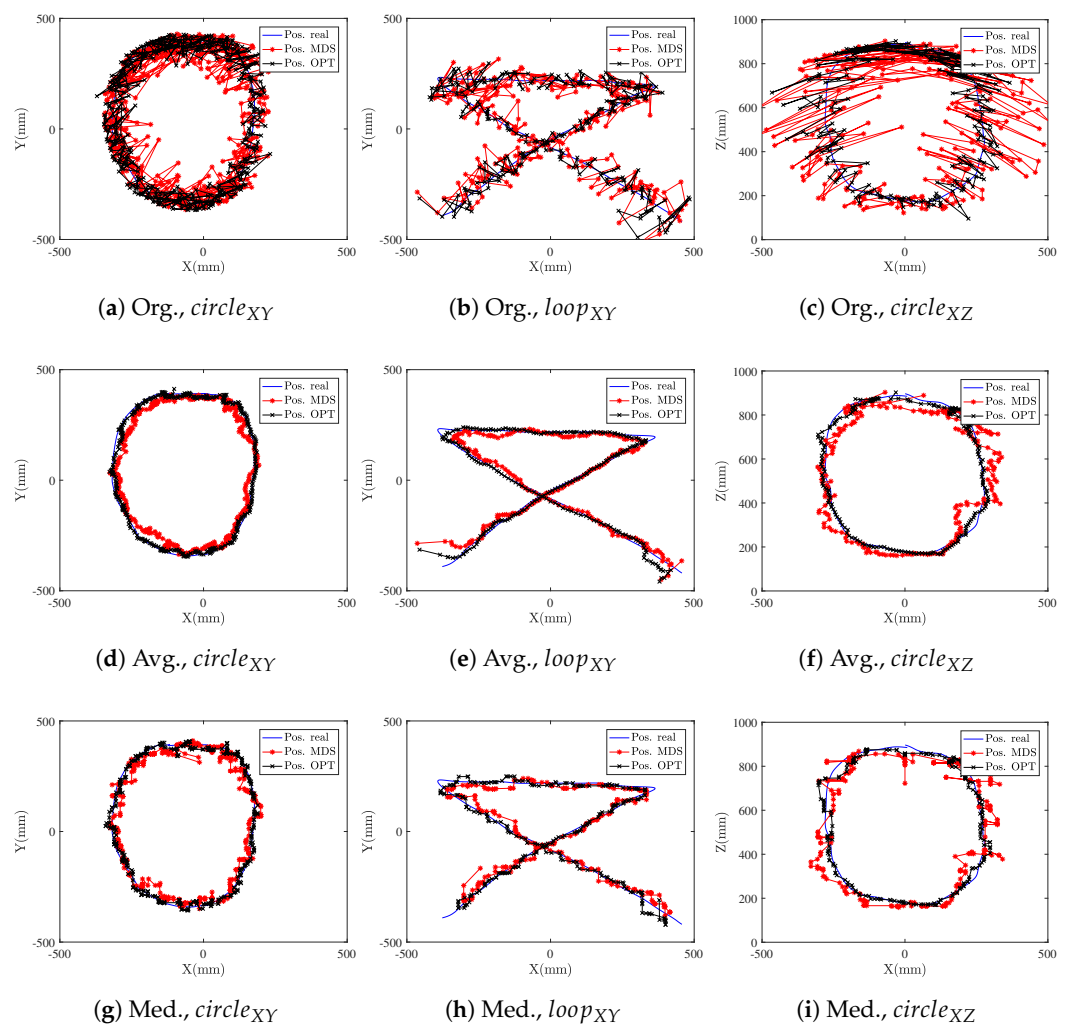 500
0
-500
Y(mm)
-500 0 500
X(mm)
Pos. real
Pos. MDS
Pos. OPT
500
0
-500
Y(mm)
-500 0 500
X(mm)
Pos. real
Pos. MDS
Pos. OPT
1000
800
600
400
200
0
Z(mm)
-500 0 500
X(mm)
Pos. real
Pos. MDS
Pos. OPT
(a) Org., circleXY (b) Org., loopXY (c) Org., circleXZ
500
0
-500
Y(mm)
-500 0 500
X(mm)
Pos. real
Pos. MDS
Pos. OPT
500
0
-500
Y(mm)
-500 0 500
X(mm)
Pos. real
Pos. MDS
Pos. OPT
1000
800
600
400
200
0
Z(mm)
-500 0 500
X(mm)
Pos. real
Pos. MDS
Pos. OPT
(d) Avg., circleXY (e) Avg., loopXY (f) Avg., circleXZ
500
0
-500
Y(mm)
-500 0 500
X(mm)
Pos. real
Pos. MDS
Pos. OPT
500
0
-500
Y(mm)
-500 0 500
X(mm)
Pos. real
Pos. MDS
Pos. OPT
1000
800
600
400
200
0
Z(mm)
-500 0 500
X(mm)
Pos. real
Pos. MDS
Pos. OPT
(g) Med., circleXY (h) Med., loopXY (i) Med., circleXZ